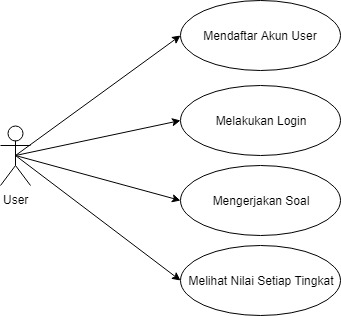 Mendaftar Akun User
Melakukan Login
User
Mengerjakan Soal
Melihat Nilai Setiap Tingkat